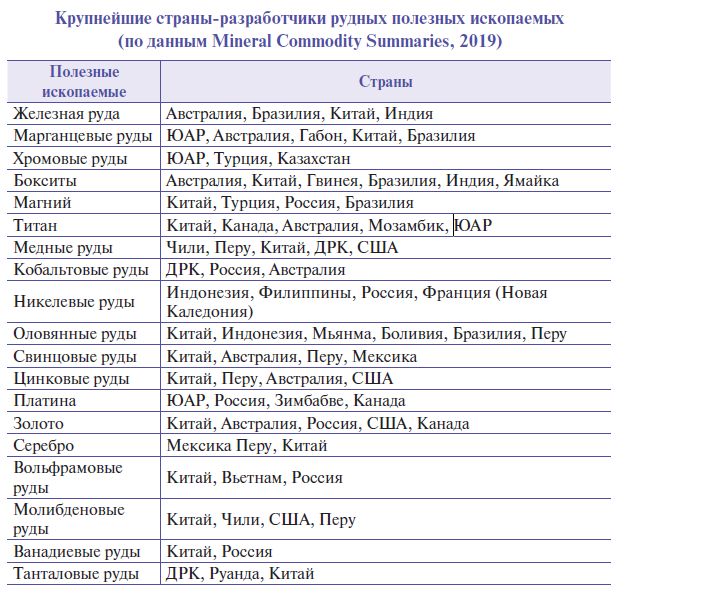 Крупнейшие страны-разработчики рудных полезных ископаемых
(по данным Mineral Commodity Summaries, 2019)
Полезные
ископаемые
Страны
Железная руда Австралия, Бразилия, Китай, Индия
Марганцевые руды ЮАР, Австралия, Габон, Китай, Бразилия
Хромовые руды ЮАР, Турция, Казахстан
Бокситы Австралия, Китай, Гвинея, Бразилия, Индия, Ямайка
Магний Китай, Турция, Россия, Бразилия
Титан Китай, Канада, Австралия, Мозамбик, ЮАР
Медные руды Чили, Перу, Китай, ДРК, США
Кобальтовые руды ДРК, Россия, Австралия
Никелевые руды Индонезия, Филиппины, Россия, Франция (Новая
Каледония)
Оловянные руды Китай, Индонезия, Мьянма, Боливия, Бразилия, Перу
Свинцовые руды Китай, Австралия, Перу, Мексика
Цинковые руды Китай, Перу, Австралия, США
Платина ЮАР, Россия, Зимбабве, Канада
Золото Китай, Австралия, Россия, США, Канада
Серебро Мексика Перу, Китай
Вольфрамовые
руды
Китай, Вьетнам, Россия
Молибденовые
руды
Китай, Чили, США, Перу
Ванадиевые руды Китай, Россия
Танталовые руды ДРК, Руанда, Китай